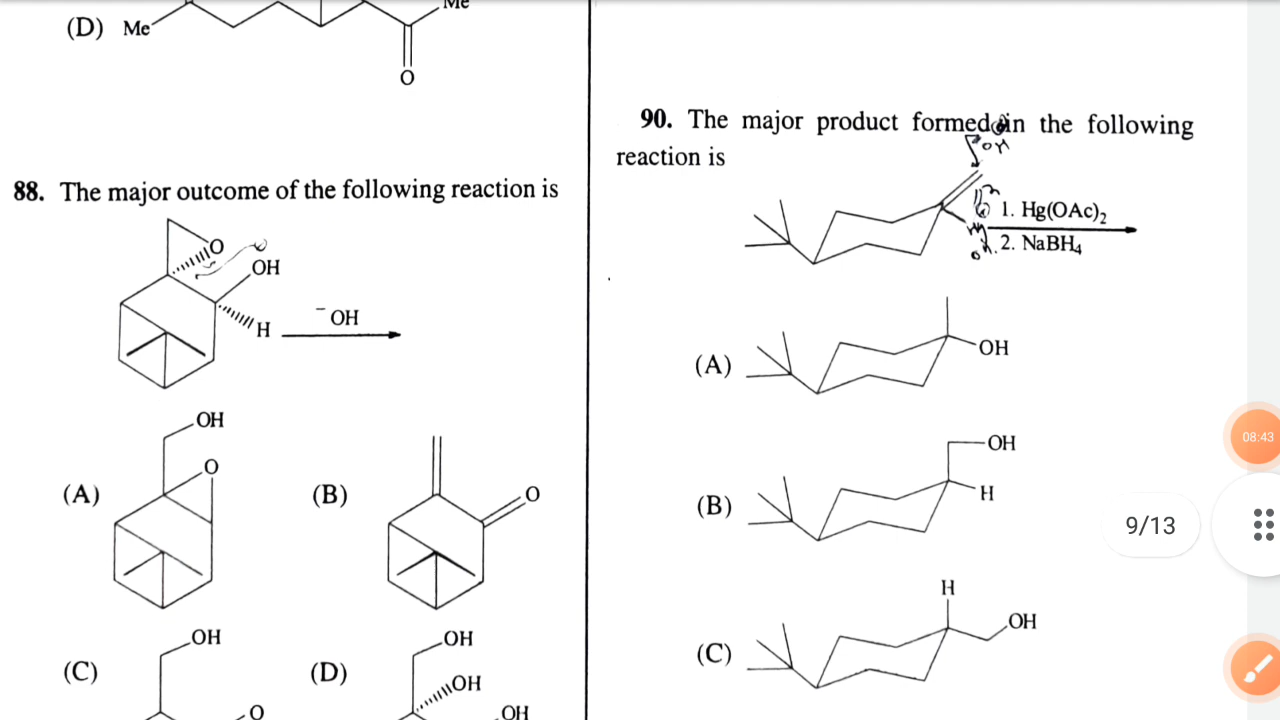 (D) Me
Me
O
88. The major outcome of the following reaction is
O
OH
H
⁻OH
OH
O
(A)
(B)
O
OH
(C)
O
(D)
OH
OH
OH
90. The major product formed in the following
reaction is
OH
1. Hg(OAc)₂
2. NaBH₄
(A)
OH
(B)
OH
H
(C)
H
OH
08:43
9/13